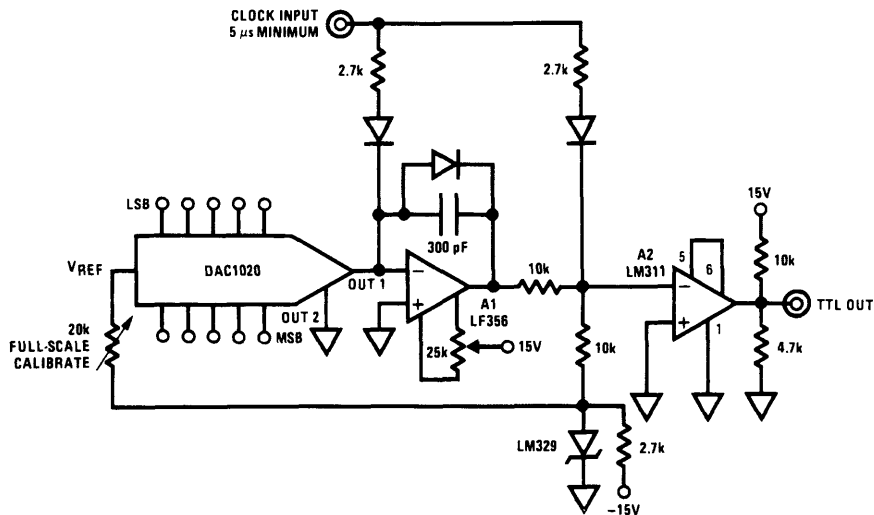 CLOCK INPUT
5 μs MINIMUM
2.7k
2.7k
LSB
300 pF
15V
VREF
DAC1020
OUT 1
OUT 2
MSB
A1
LF356
10k
A2
LM311
5
6
1
10k
TTL OUT
20k
FULL-SCALE
CALIBRATE
25k
15V
10k
4.7k
LM329
2.7k
−15V